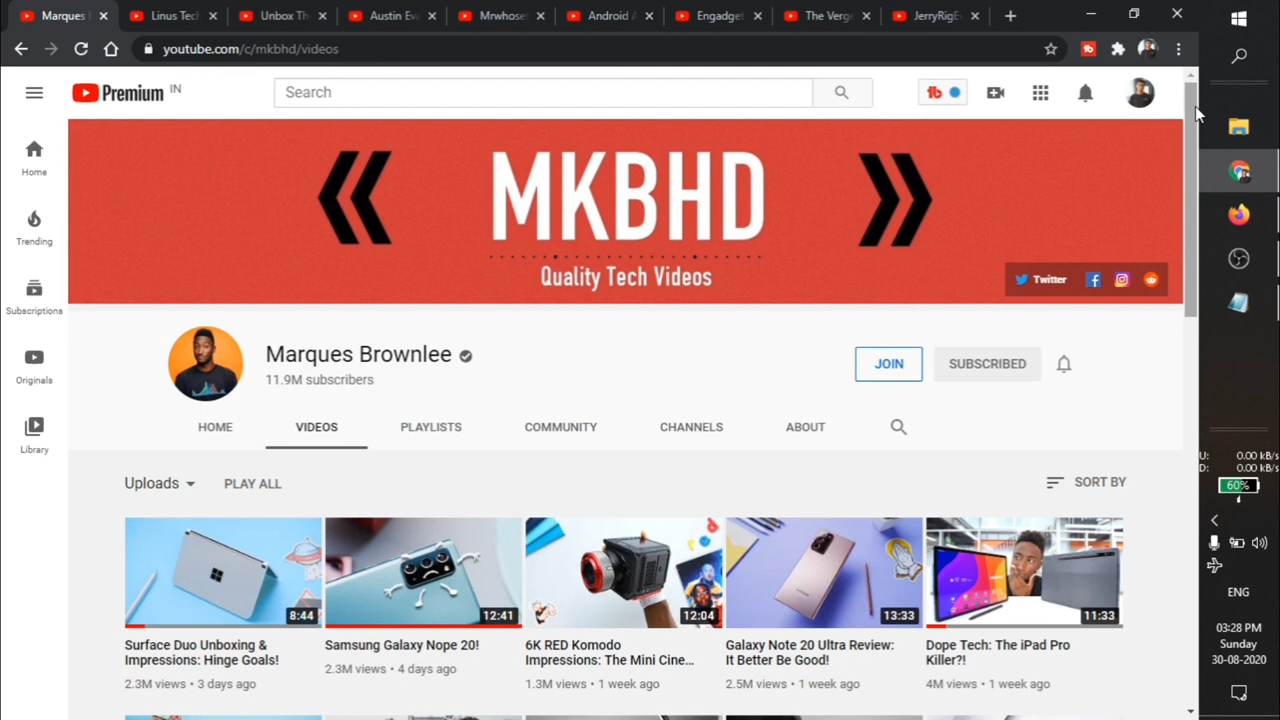 Marques
Linus Tech
Unbox The
Austin Eva
Mrwhose
Android A
Engadget
The Verge
JerryRigEv
youtube.com/c/mkbhd/videos
Premium IN
Search
Home
Trending
Subscriptions
Originals
Library
MKBHD
Quality Tech Videos
Twitter
Marques Brownlee
11.9M subscribers
JOIN
SUBSCRIBED
HOME
VIDEOS
PLAYLISTS
COMMUNITY
CHANNELS
ABOUT
Uploads
PLAY ALL
SORT BY
8:44
12:41
12:04
13:33
11:33
Surface Duo Unboxing &
Impressions: Hinge Goals!
2.3M views • 3 days ago
Samsung Galaxy Nope 20!
2.3M views • 4 days ago
6K RED Komodo
Impressions: The Mini Cine...
1.3M views • 1 week ago
Galaxy Note 20 Ultra Review:
It Better Be Good!
2.5M views • 1 week ago
Dope Tech: The iPad Pro
Killer?!
4M views • 1 week ago
U: 0.00 kB/s
D: 0.00 kB/s
60%
ENG
03:28 PM
Sunday
30-08-2020